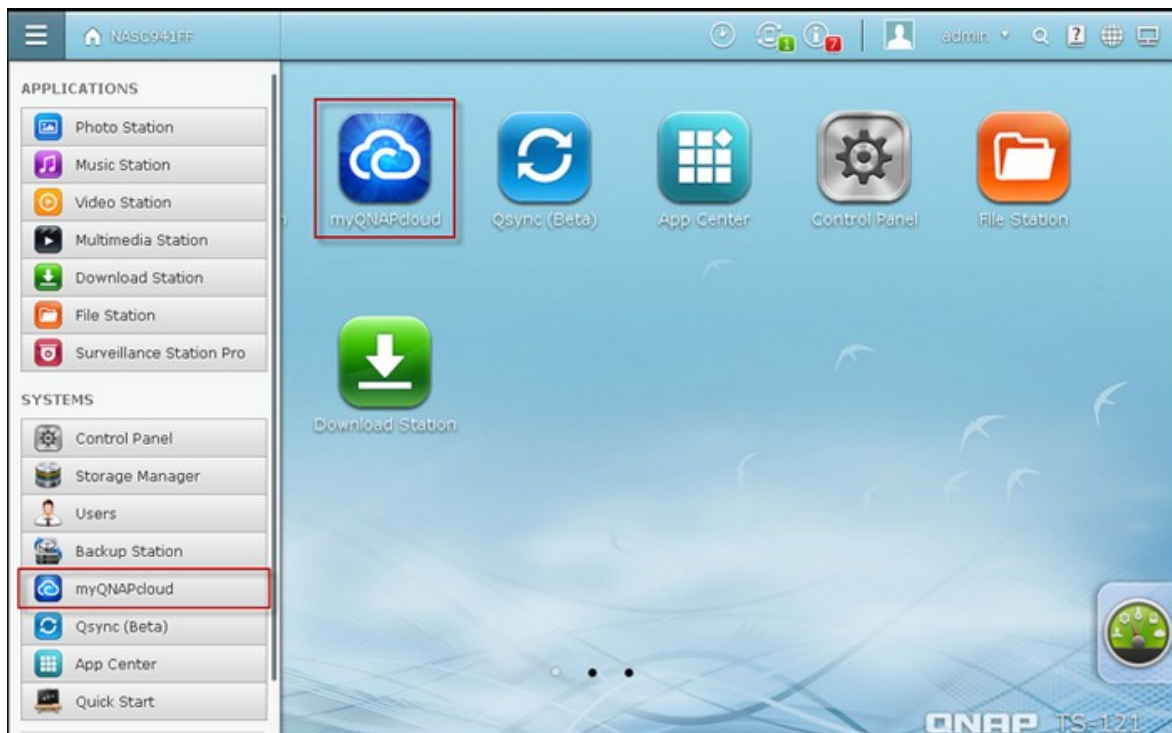 NASC941FF
1
7
admin
?
APPLICATIONS
Photo Station
Music Station
Video Station
Multimedia Station
Download Station
File Station
Surveillance Station Pro
SYSTEMS
Control Panel
Storage Manager
Users
Backup Station
myQNAPcloud
Qsync (Beta)
App Center
Quick Start
myQNAPcloud
Qsync (Beta)
App Center
Control Panel
File Station
Download Station
QNAP TS-121